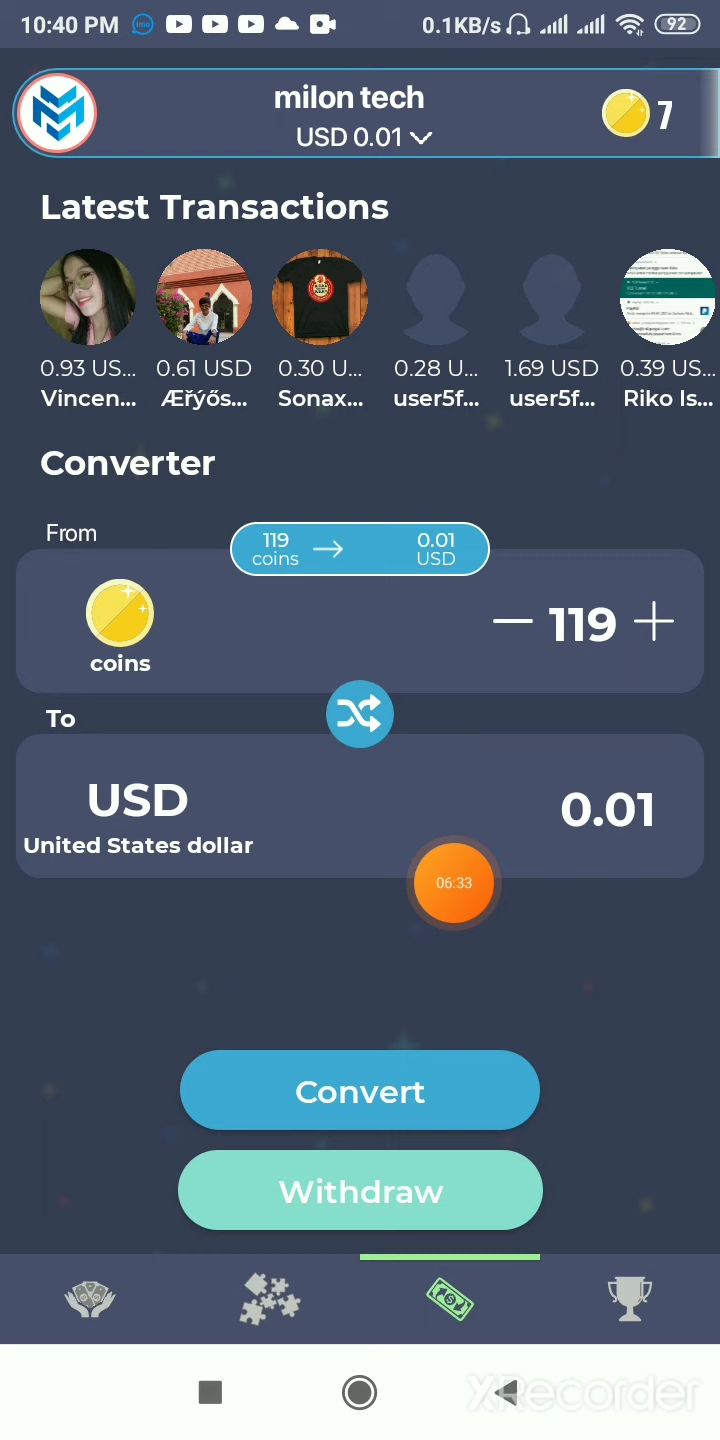 10:40 PM
imo
0.1KB/s
92
milon tech
USD 0.01
7
Latest Transactions
0.93 US... 0.61 USD 0.30 U... 0.28 U... 1.69 USD 0.39 US...
Vincen... Æřýős... Sonax... user5f... user5f... Riko Is...
Converter
From
119 coins → 0.01 USD
coins
− 119 +
To
USD
United States dollar
0.01
06:33
Convert
Withdraw
XRecorder